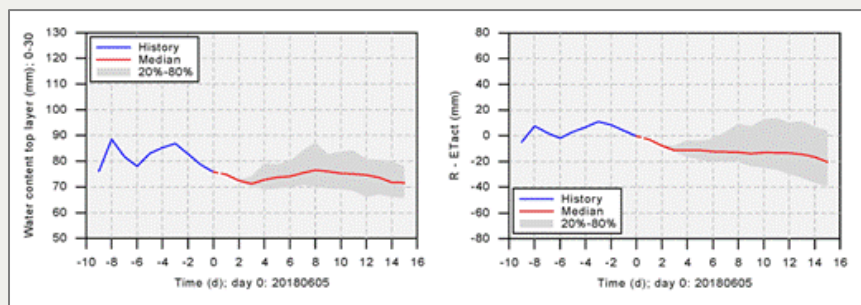 130
120
110
100
90
80
70
60
50
Water content top layer (mm); 0-30
History
Median
20%-80%
-10 -8 -6 -4 -2 0 2 4 6 8 10 12 14 16
Time (d); day 0: 20180605
80
60
40
20
0
-20
-40
-60
-80
R - ETact (mm)
History
Median
20%-80%
-10 -8 -6 -4 -2 0 2 4 6 8 10 12 14 16
Time (d); day 0: 20180605